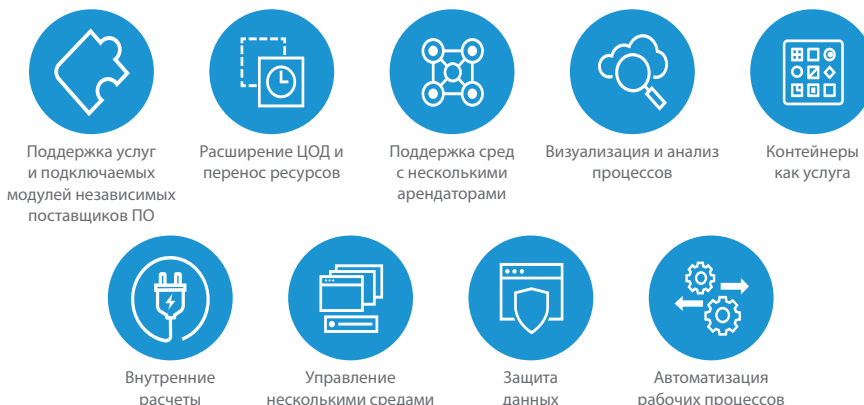 Поддержка услуг
и подключаемых
модулей независимых
поставщиков ПО
Расширение ЦОД и
перенос ресурсов
Поддержка сред
с несколькими
арендаторами
Визуализация и анализ
процессов
Контейнеры
как услуга
Внутренние
расчеты
Управление
несколькими средами
Защита
данных
Автоматизация
рабочих процессов